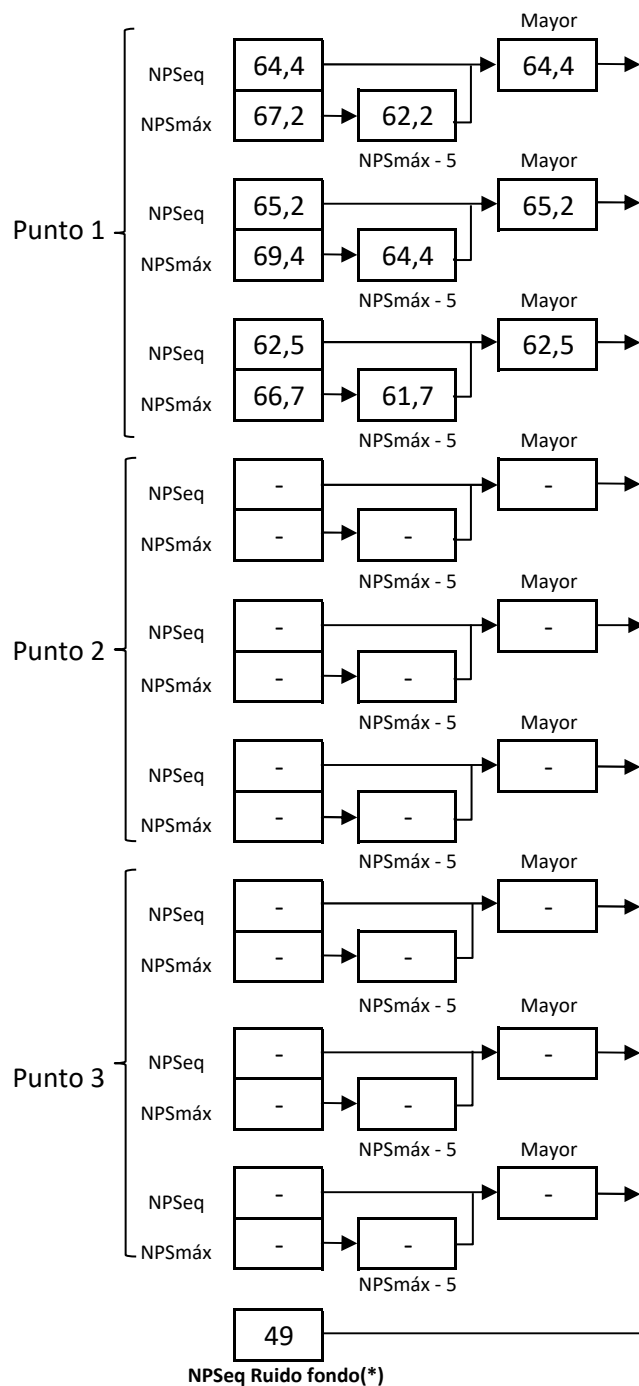 Mayor
NPSeq 64,4 64,4
NPSmáx 67,2 62,2
NPSmáx - 5
Mayor
Punto 1
NPSeq 65,2 65,2
NPSmáx 69,4 64,4
NPSmáx - 5
Mayor
NPSeq 62,5 62,5
NPSmáx 66,7 61,7
NPSmáx - 5
Mayor
NPSeq - -
NPSmáx - -
NPSmáx - 5
Mayor
Punto 2
NPSeq - -
NPSmáx - -
NPSmáx - 5
Mayor
NPSeq - -
NPSmáx - -
NPSmáx - 5
Mayor
NPSeq - -
NPSmáx - -
NPSmáx - 5
Mayor
Punto 3
NPSeq - -
NPSmáx - -
NPSmáx - 5
Mayor
NPSeq - -
NPSmáx - -
NPSmáx - 5
49
NPSeq Ruido fondo(*)